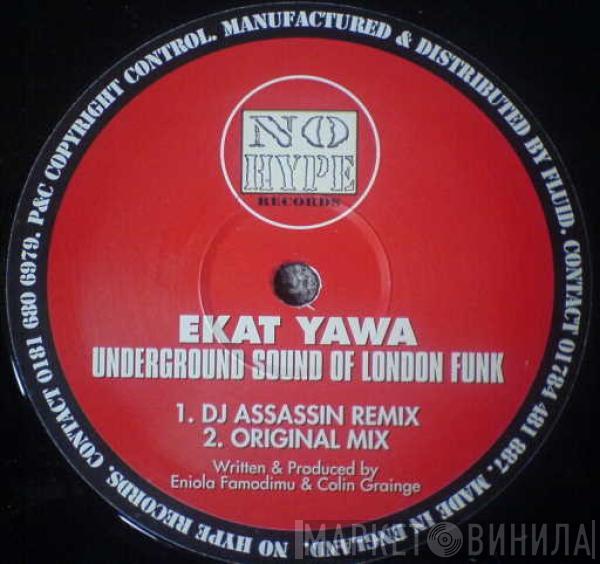 NO HYPE RECORDS. CONTACT 0181 680 6979. P&C COPYRIGHT CONTROL. MANUFACTURED & DISTRIBUTED BY FLUID. CONTACT 01784 481 887. MADE IN ENGLAND.
NO
HYPE
RECORDS
EKAT YAWA
UNDERGROUND SOUND OF LONDON FUNK
1. DJ ASSASSIN REMIX
2. ORIGINAL MIX
Written & Produced by
Eniola Famodimu & Colin Grainge
МАРКЕТ ВИНИЛА